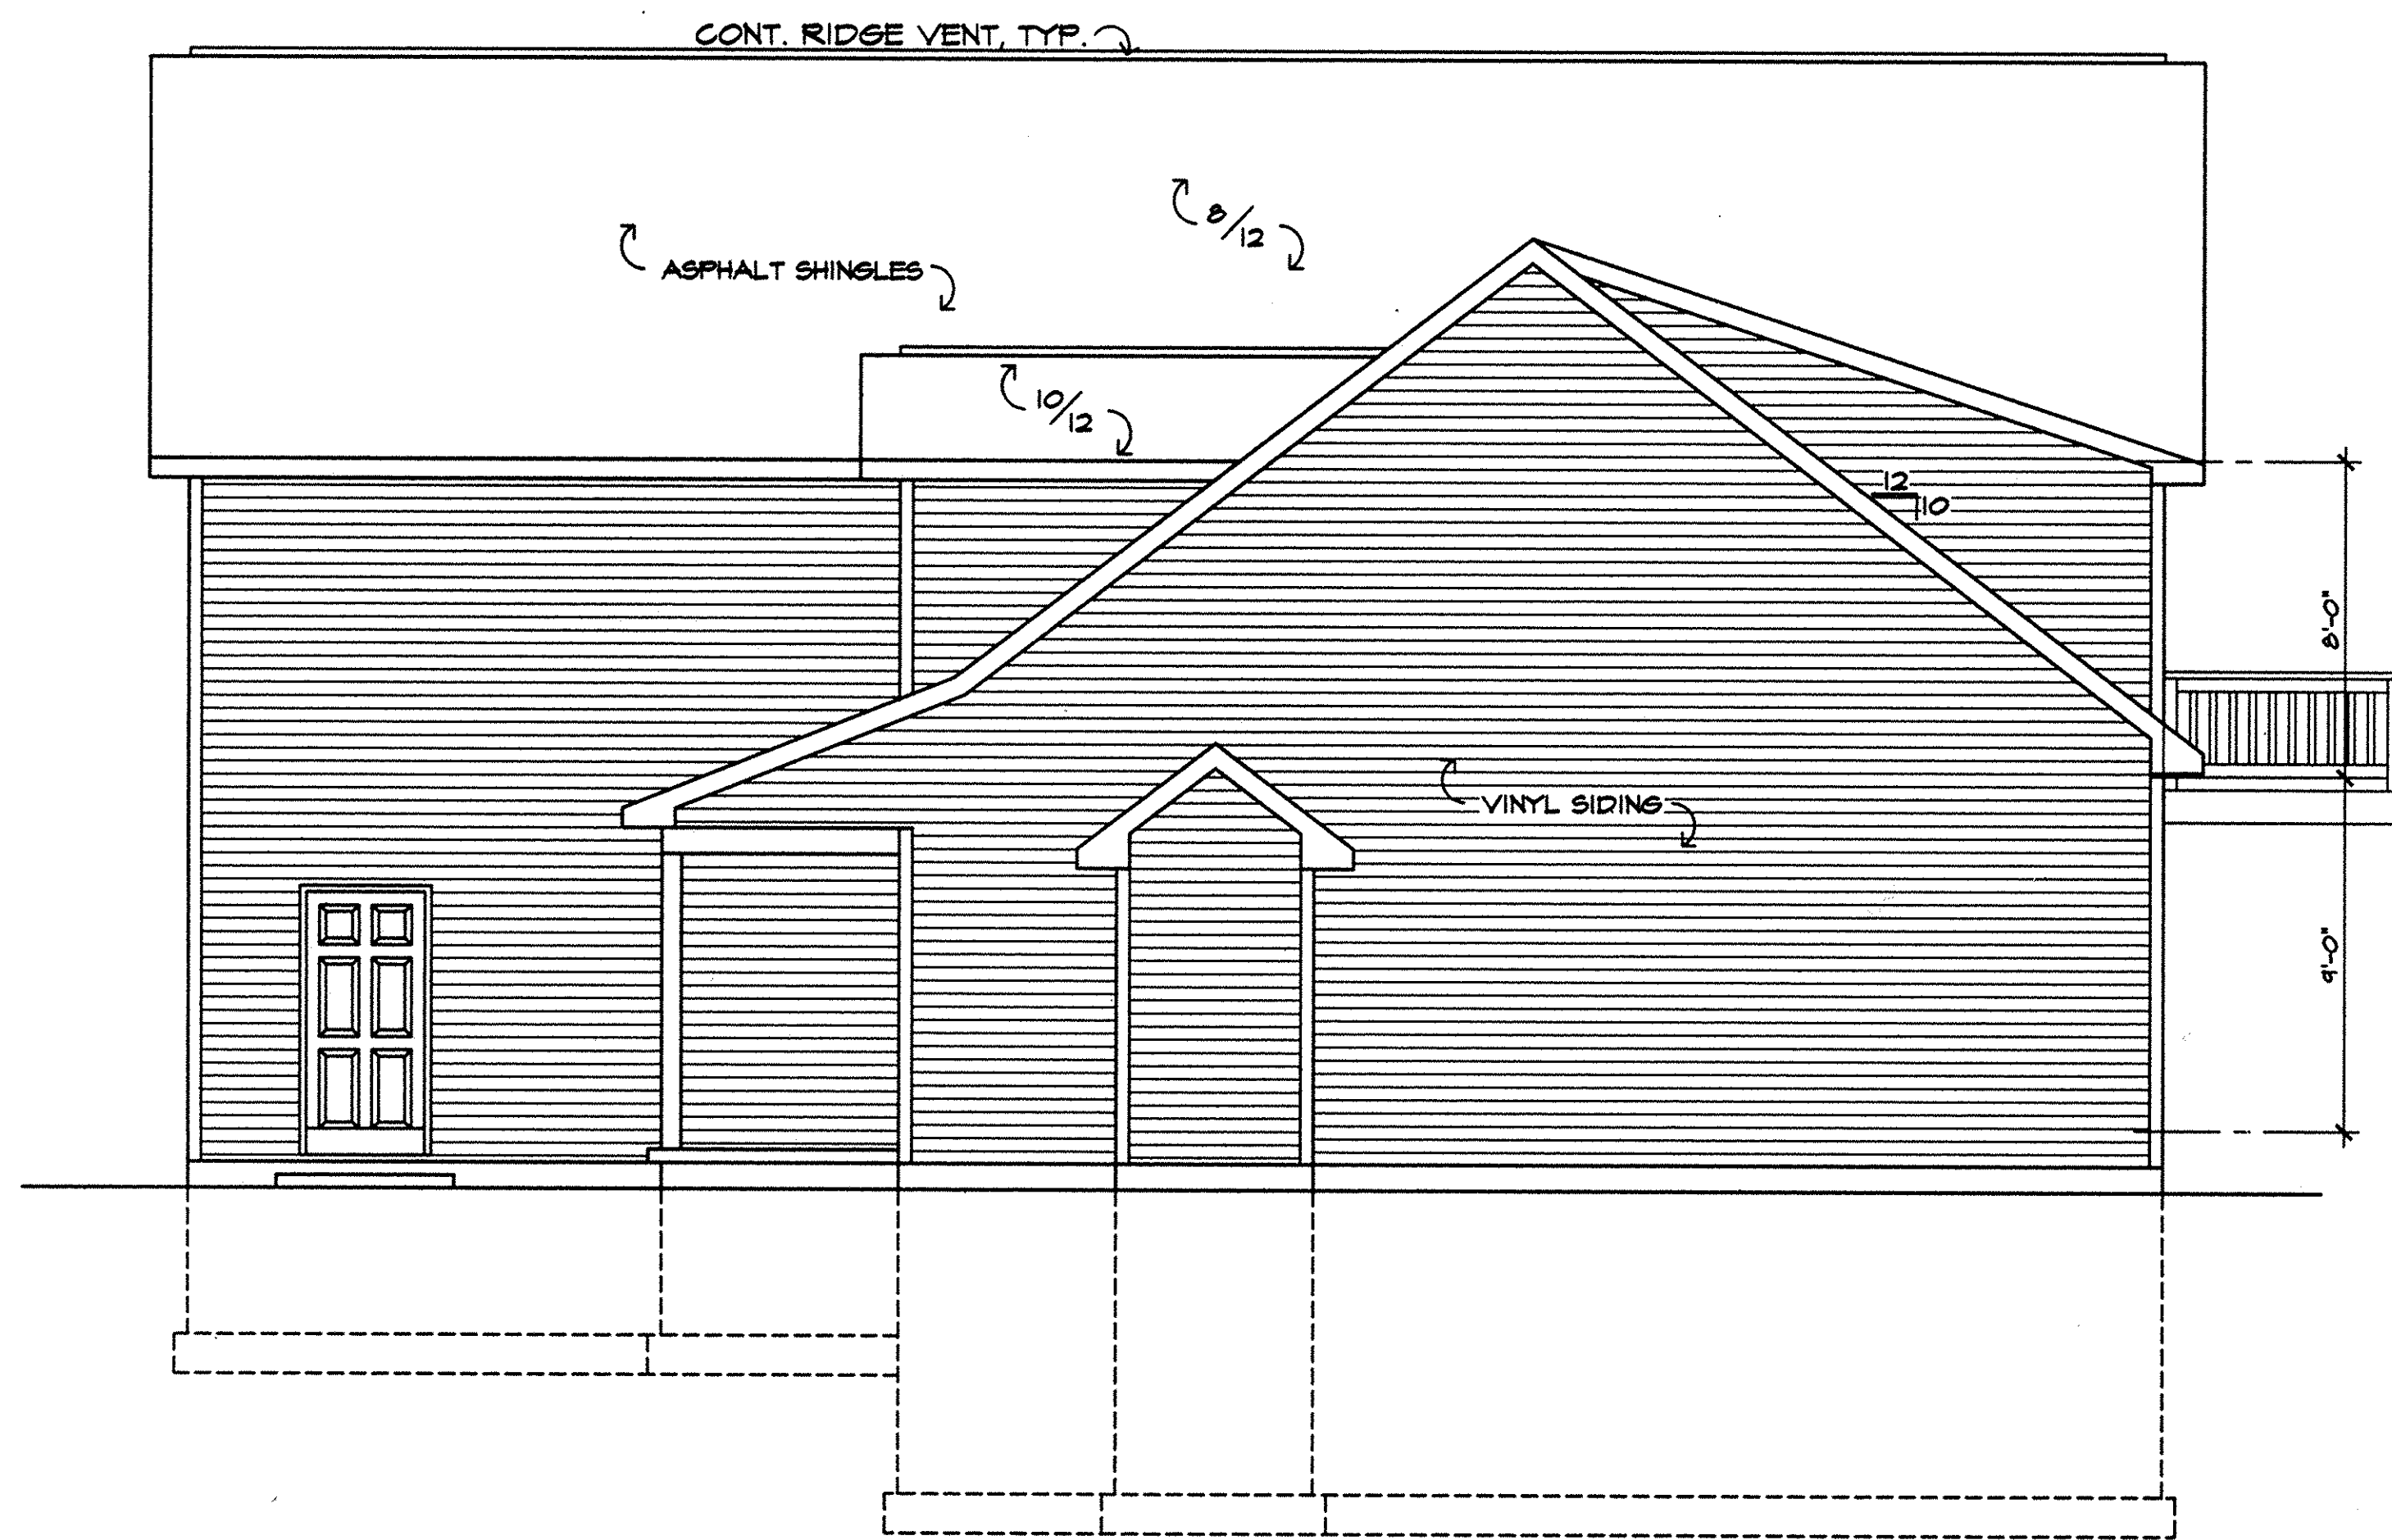 CONT. RIDGE VENT, TYP.
8/12
ASPHALT SHINGLES
10/12
12
10
8'-0"
VINYL SIDING
9'-0"